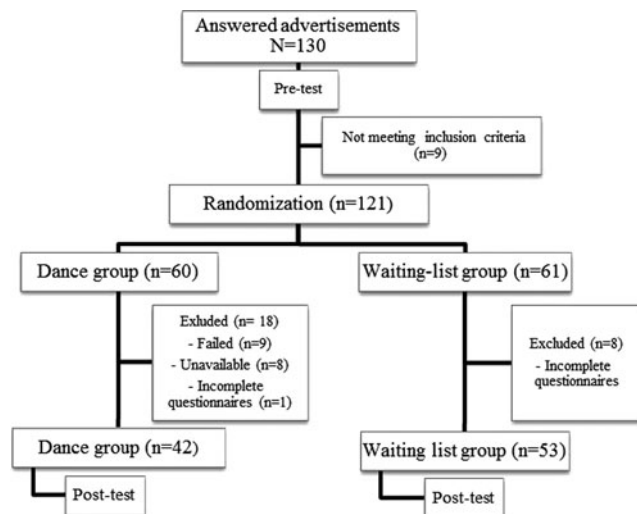 Answered advertisements
N=130
Pre-test
Not meeting inclusion criteria
(n=9)
Randomization (n=121)
Dance group (n=60)
Waiting-list group (n=61)
Exluded (n= 18)
- Failed (n=9)
- Unavailable (n=8)
- Incomplete
questionnaires (n=1)
Excluded (n=8)
- Incomplete
questionnaires
Dance group (n=42)
Waiting list group (n=53)
Post-test
Post-test